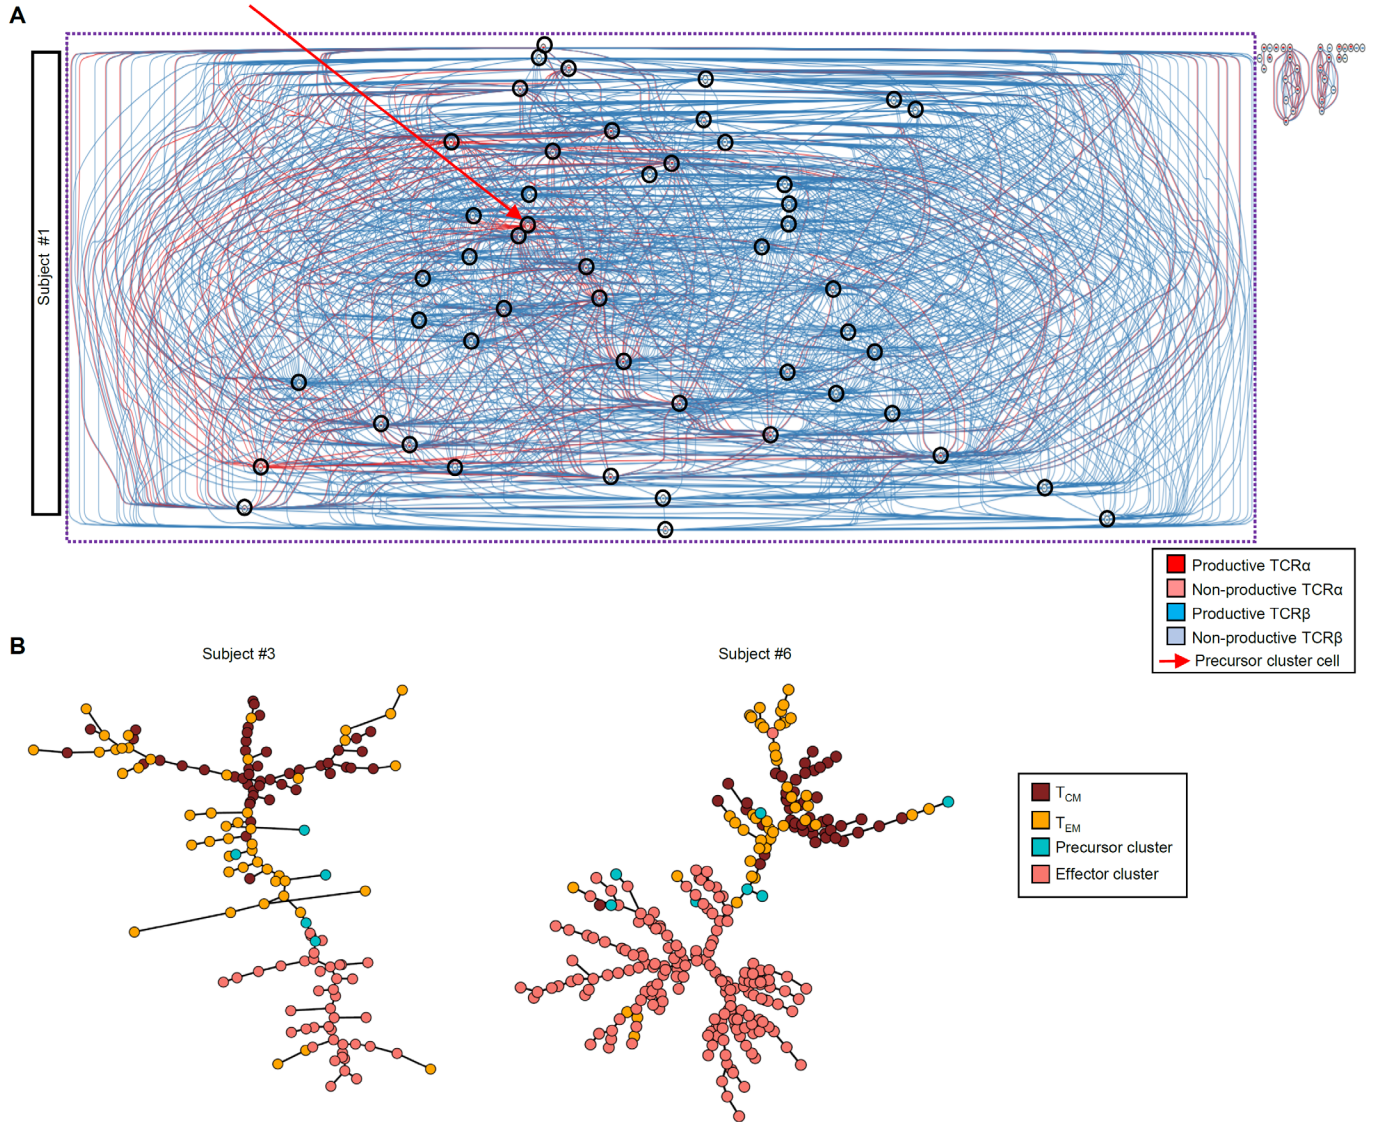 A
Subject #1
Productive TCRα
Non-productive TCRα
Productive TCRβ
Non-productive TCRβ
Precursor cluster cell
B
Subject #3
Subject #6
TCM
TEM
Precursor cluster
Effector cluster